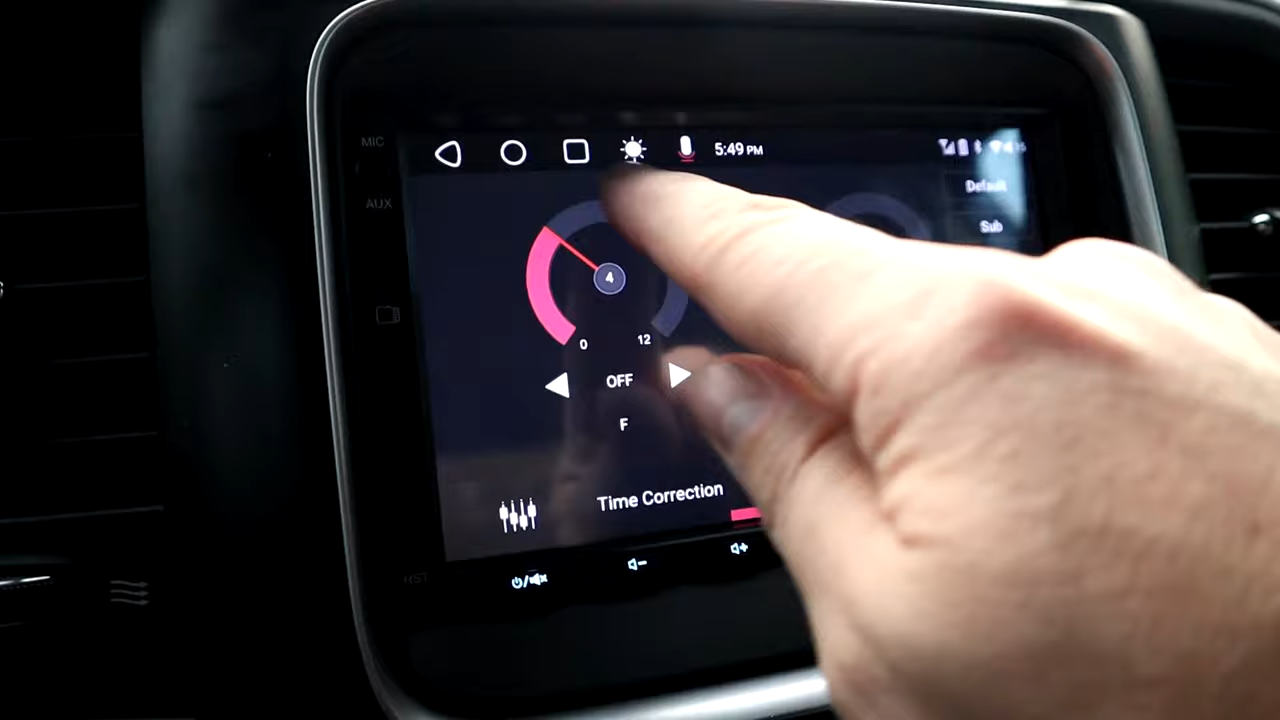 MIC
5:49 PM
Default
AUX
Sub
4
0 12
OFF
F
Time Correction
RST